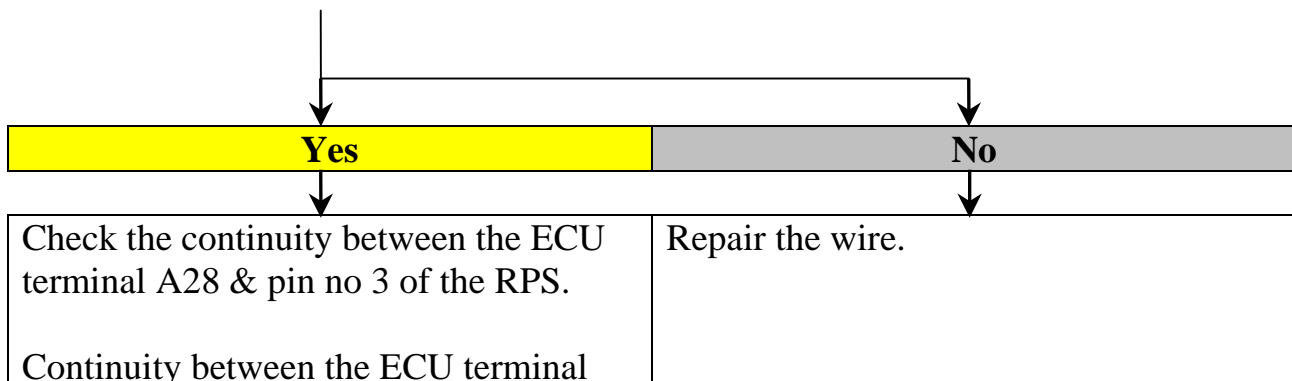 Yes
No
Check the continuity between the ECU
terminal A28 & pin no 3 of the RPS.
Continuity between the ECU terminal
Repair the wire.